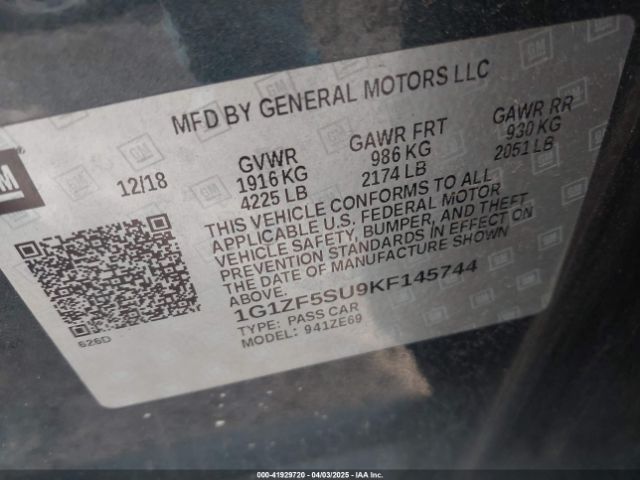 MFD BY GENERAL MOTORS LLC
GM
12/18
GVWR
1916 KG
4225 LB
GAWR FRT
986 KG
2174 LB
GAWR RR
930 KG
2051 LB
THIS VEHICLE CONFORMS TO ALL
APPLICABLE U.S. FEDERAL MOTOR
VEHICLE SAFETY, BUMPER, AND THEFT
PREVENTION STANDARDS IN EFFECT ON
THE DATE OF MANUFACTURE SHOWN
ABOVE.
1G1ZF5SU9KF145744
TYPE: PASS CAR
MODEL: 941ZE69
626D
000-41929720 - 04/03/2025 - IAA Inc.